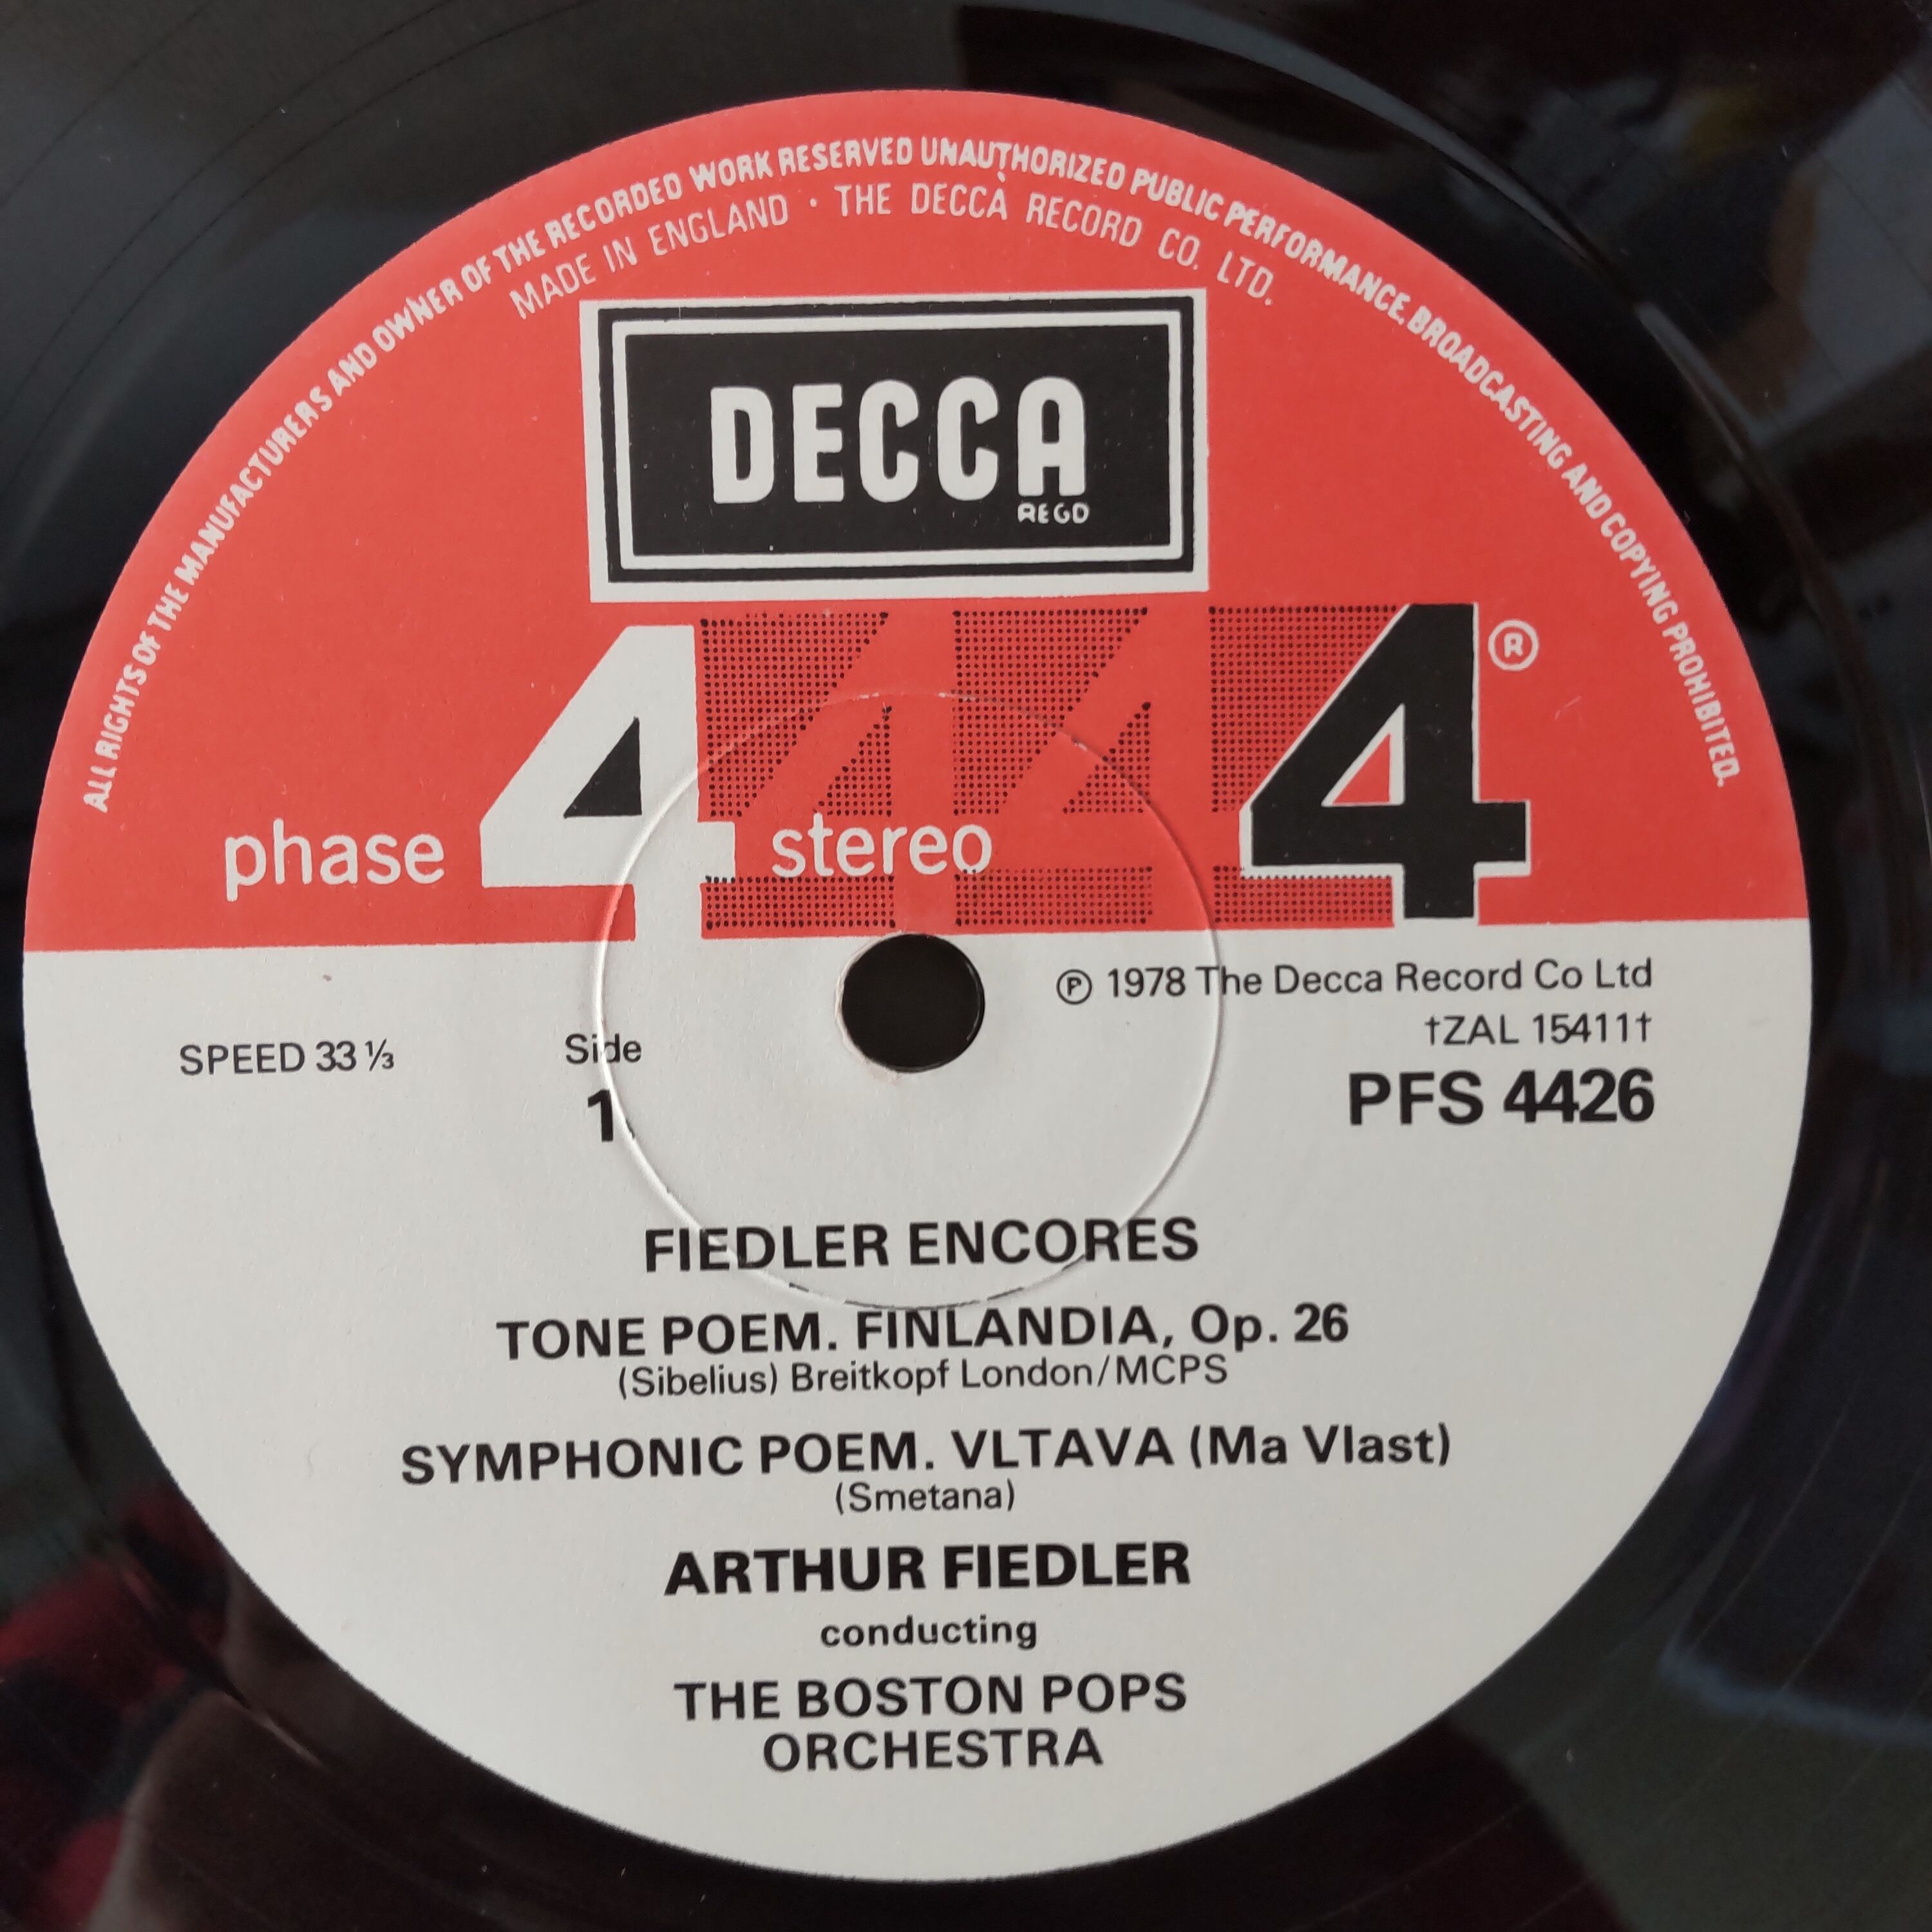 ALL RIGHTS OF THE MANUFACTURERS AND OWNER OF THE RECORDED WORK RESERVED UNAUTHORIZED PUBLIC PERFORMANCE, BROADCASTING AND COPYING PROHIBITED.
MADE IN ENGLAND · THE DECCA RECORD CO. LTD.
DECCA
REGD
phase 4 stereo 4 4 4 ®
℗ 1978 The Decca Record Co Ltd
†ZAL 15411†
SPEED 33 ⅓
Side
1
PFS 4426
FIEDLER ENCORES
TONE POEM. FINLANDIA, Op. 26
(Sibelius) Breitkopf London/MCPS
SYMPHONIC POEM. VLTAVA (Ma Vlast)
(Smetana)
ARTHUR FIEDLER
conducting
THE BOSTON POPS
ORCHESTRA